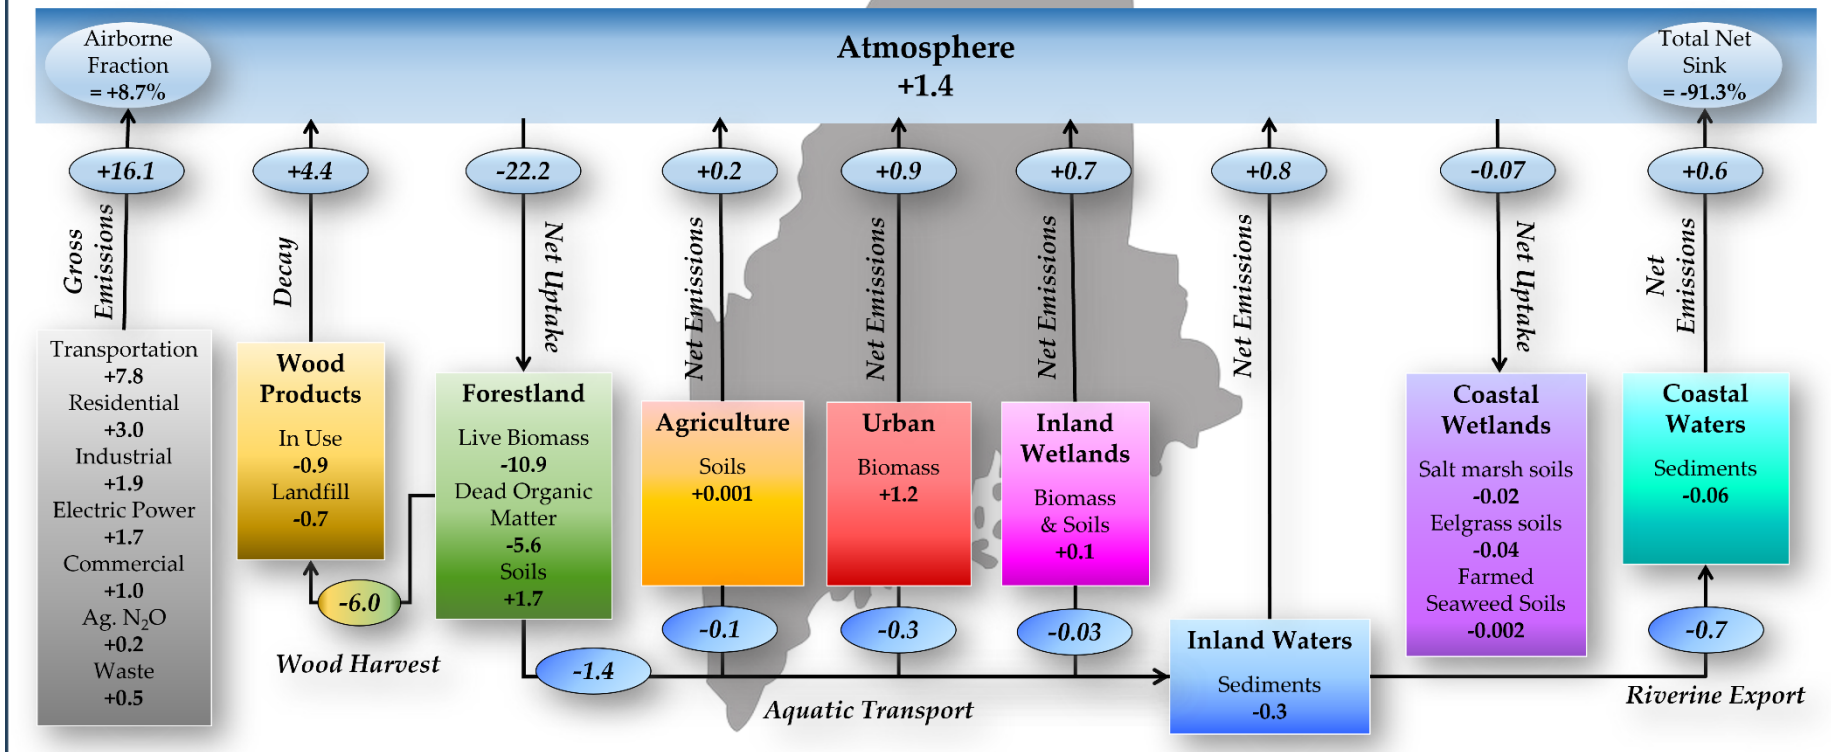 Airborne
Fraction
= +8.7%
Atmosphere
+1.4
Total Net
Sink
= -91.3%
+16.1
+4.4
-22.2
+0.2
+0.9
+0.7
+0.8
-0.07
+0.6
Gross
Emissions
Decay
Net Uptake
Net Emissions
Net Emissions
Net Emissions
Net Emissions
Net Uptake
Net
Emissions
Transportation
+7.8
Residential
+3.0
Industrial
+1.9
Electric Power
+1.7
Commercial
+1.0
Ag. N₂O
+0.2
Waste
+0.5
Wood
Products
In Use
-0.9
Landfill
-0.7
Forestland
Live Biomass
-10.9
Dead Organic
Matter
-5.6
Soils
+1.7
Agriculture
Soils
+0.001
Urban
Biomass
+1.2
Inland
Wetlands
Biomass
& Soils
+0.1
Coastal
Wetlands
Salt marsh soils
-0.02
Eelgrass soils
-0.04
Farmed
Seaweed Soils
-0.002
Coastal
Waters
Sediments
-0.06
-6.0
Wood Harvest
-1.4
-0.1
-0.3
-0.03
Aquatic Transport
Inland Waters
Sediments
-0.3
-0.7
Riverine Export